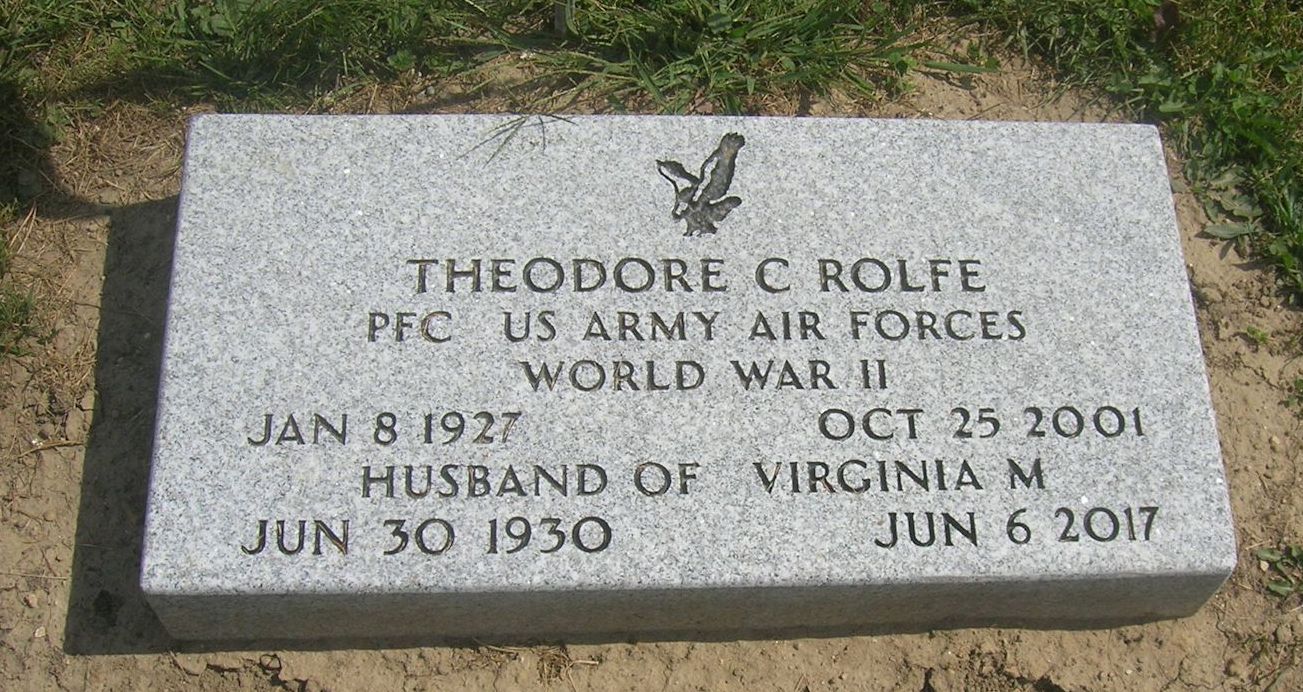 THEODORE C ROLFE
PFC US ARMY AIR FORCES
WORLD WAR II
JAN 8 1927 OCT 25 2001
HUSBAND OF VIRGINIA M
JUN 30 1930 JUN 6 2017